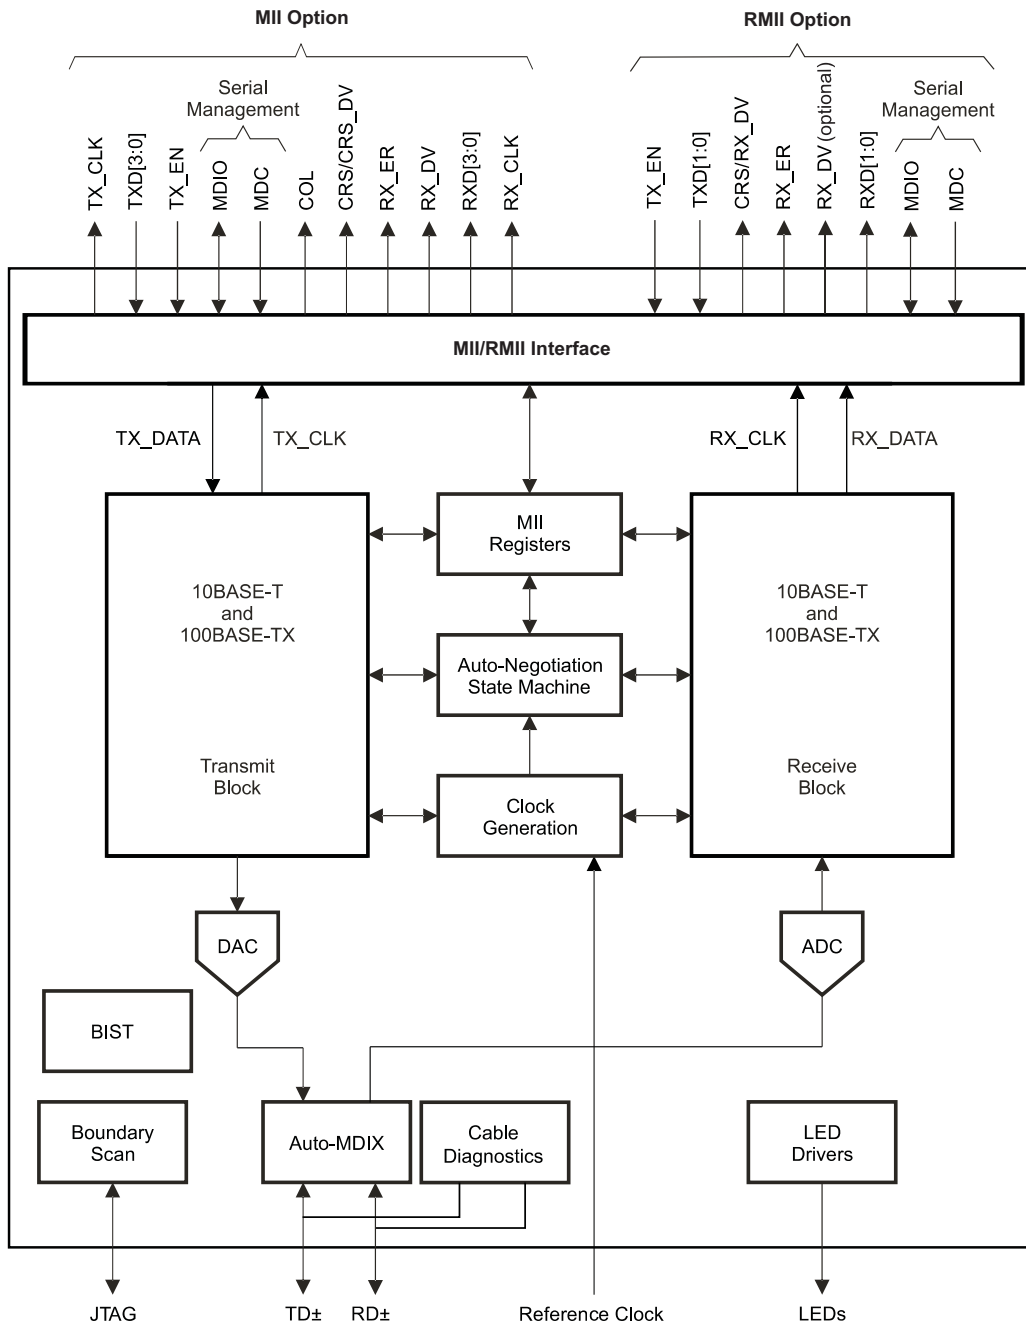 MII Option
RMII Option
Serial
Management
Serial
Management
TX_CLK
TXD[3:0]
TX_EN
MDIO
MDC
COL
CRS/CRS_DV
RX_ER
RX_DV
RXD[3:0]
RX_CLK
TX_EN
TXD[1:0]
CRS/RX_DV
RX_ER
RX_DV (optional)
RXD[1:0]
MDIO
MDC
MII/RMII Interface
TX_DATA
TX_CLK
RX_CLK
RX_DATA
10BASE-T
and
100BASE-TX
Transmit
Block
MII
Registers
Auto-Negotiation
State Machine
Clock
Generation
10BASE-T
and
100BASE-TX
Receive
Block
DAC
ADC
BIST
Boundary
Scan
Auto-MDIX
Cable
Diagnostics
LED
Drivers
JTAG
TD±
RD±
Reference Clock
LEDs